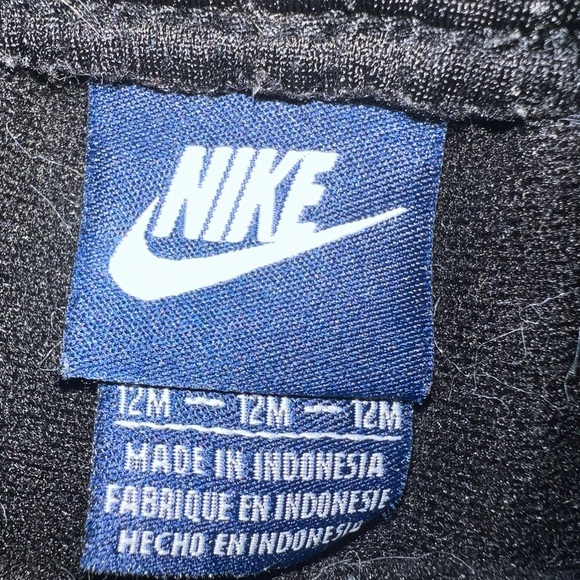 NIKE
12M — 12M — 12M
MADE IN INDONESIA
FABRIQUE EN INDONESIE
HECHO EN INDONESIA